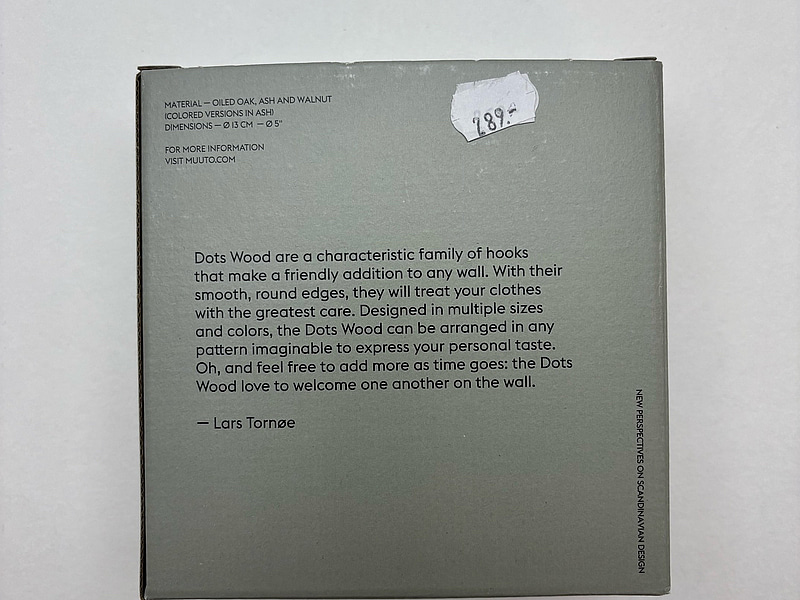 MATERIAL — OILED OAK, ASH AND WALNUT
(COLORED VERSIONS IN ASH)
DIMENSIONS — Ø 13 CM — Ø 5"
FOR MORE INFORMATION
VISIT MUUTO.COM
289.-
Dots Wood are a characteristic family of hooks
that make a friendly addition to any wall. With their
smooth, round edges, they will treat your clothes
with the greatest care. Designed in multiple sizes
and colors, the Dots Wood can be arranged in any
pattern imaginable to express your personal taste.
Oh, and feel free to add more as time goes: the Dots
Wood love to welcome one another on the wall.
— Lars Tornøe
NEW PERSPECTIVES ON SCANDINAVIAN DESIGN